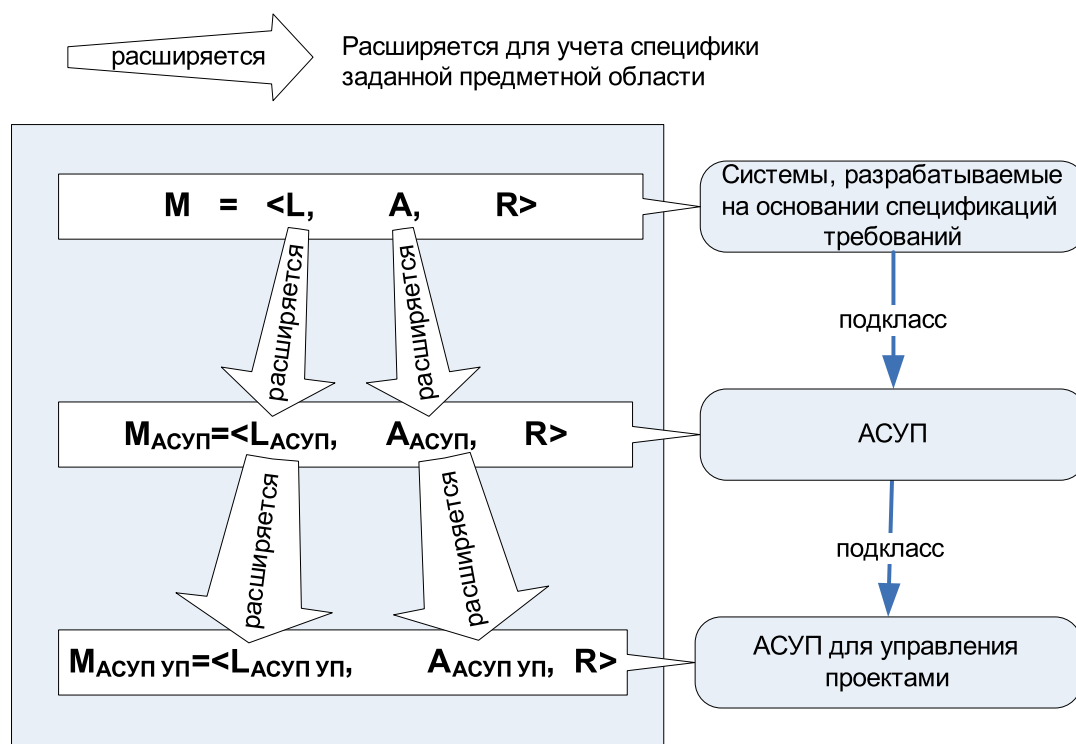 расширяется
Расширяется для учета специфики
заданной предметной области
M = <L, A, R>
Системы, разрабатываемые
на основании спецификаций
требований
расширяется
расширяется
подкласс
MАСУП=<LАСУП, AАСУП, R>
АСУП
расширяется
расширяется
подкласс
MАСУП УП=<LАСУП УП, AАСУП УП, R>
АСУП для управления
проектами